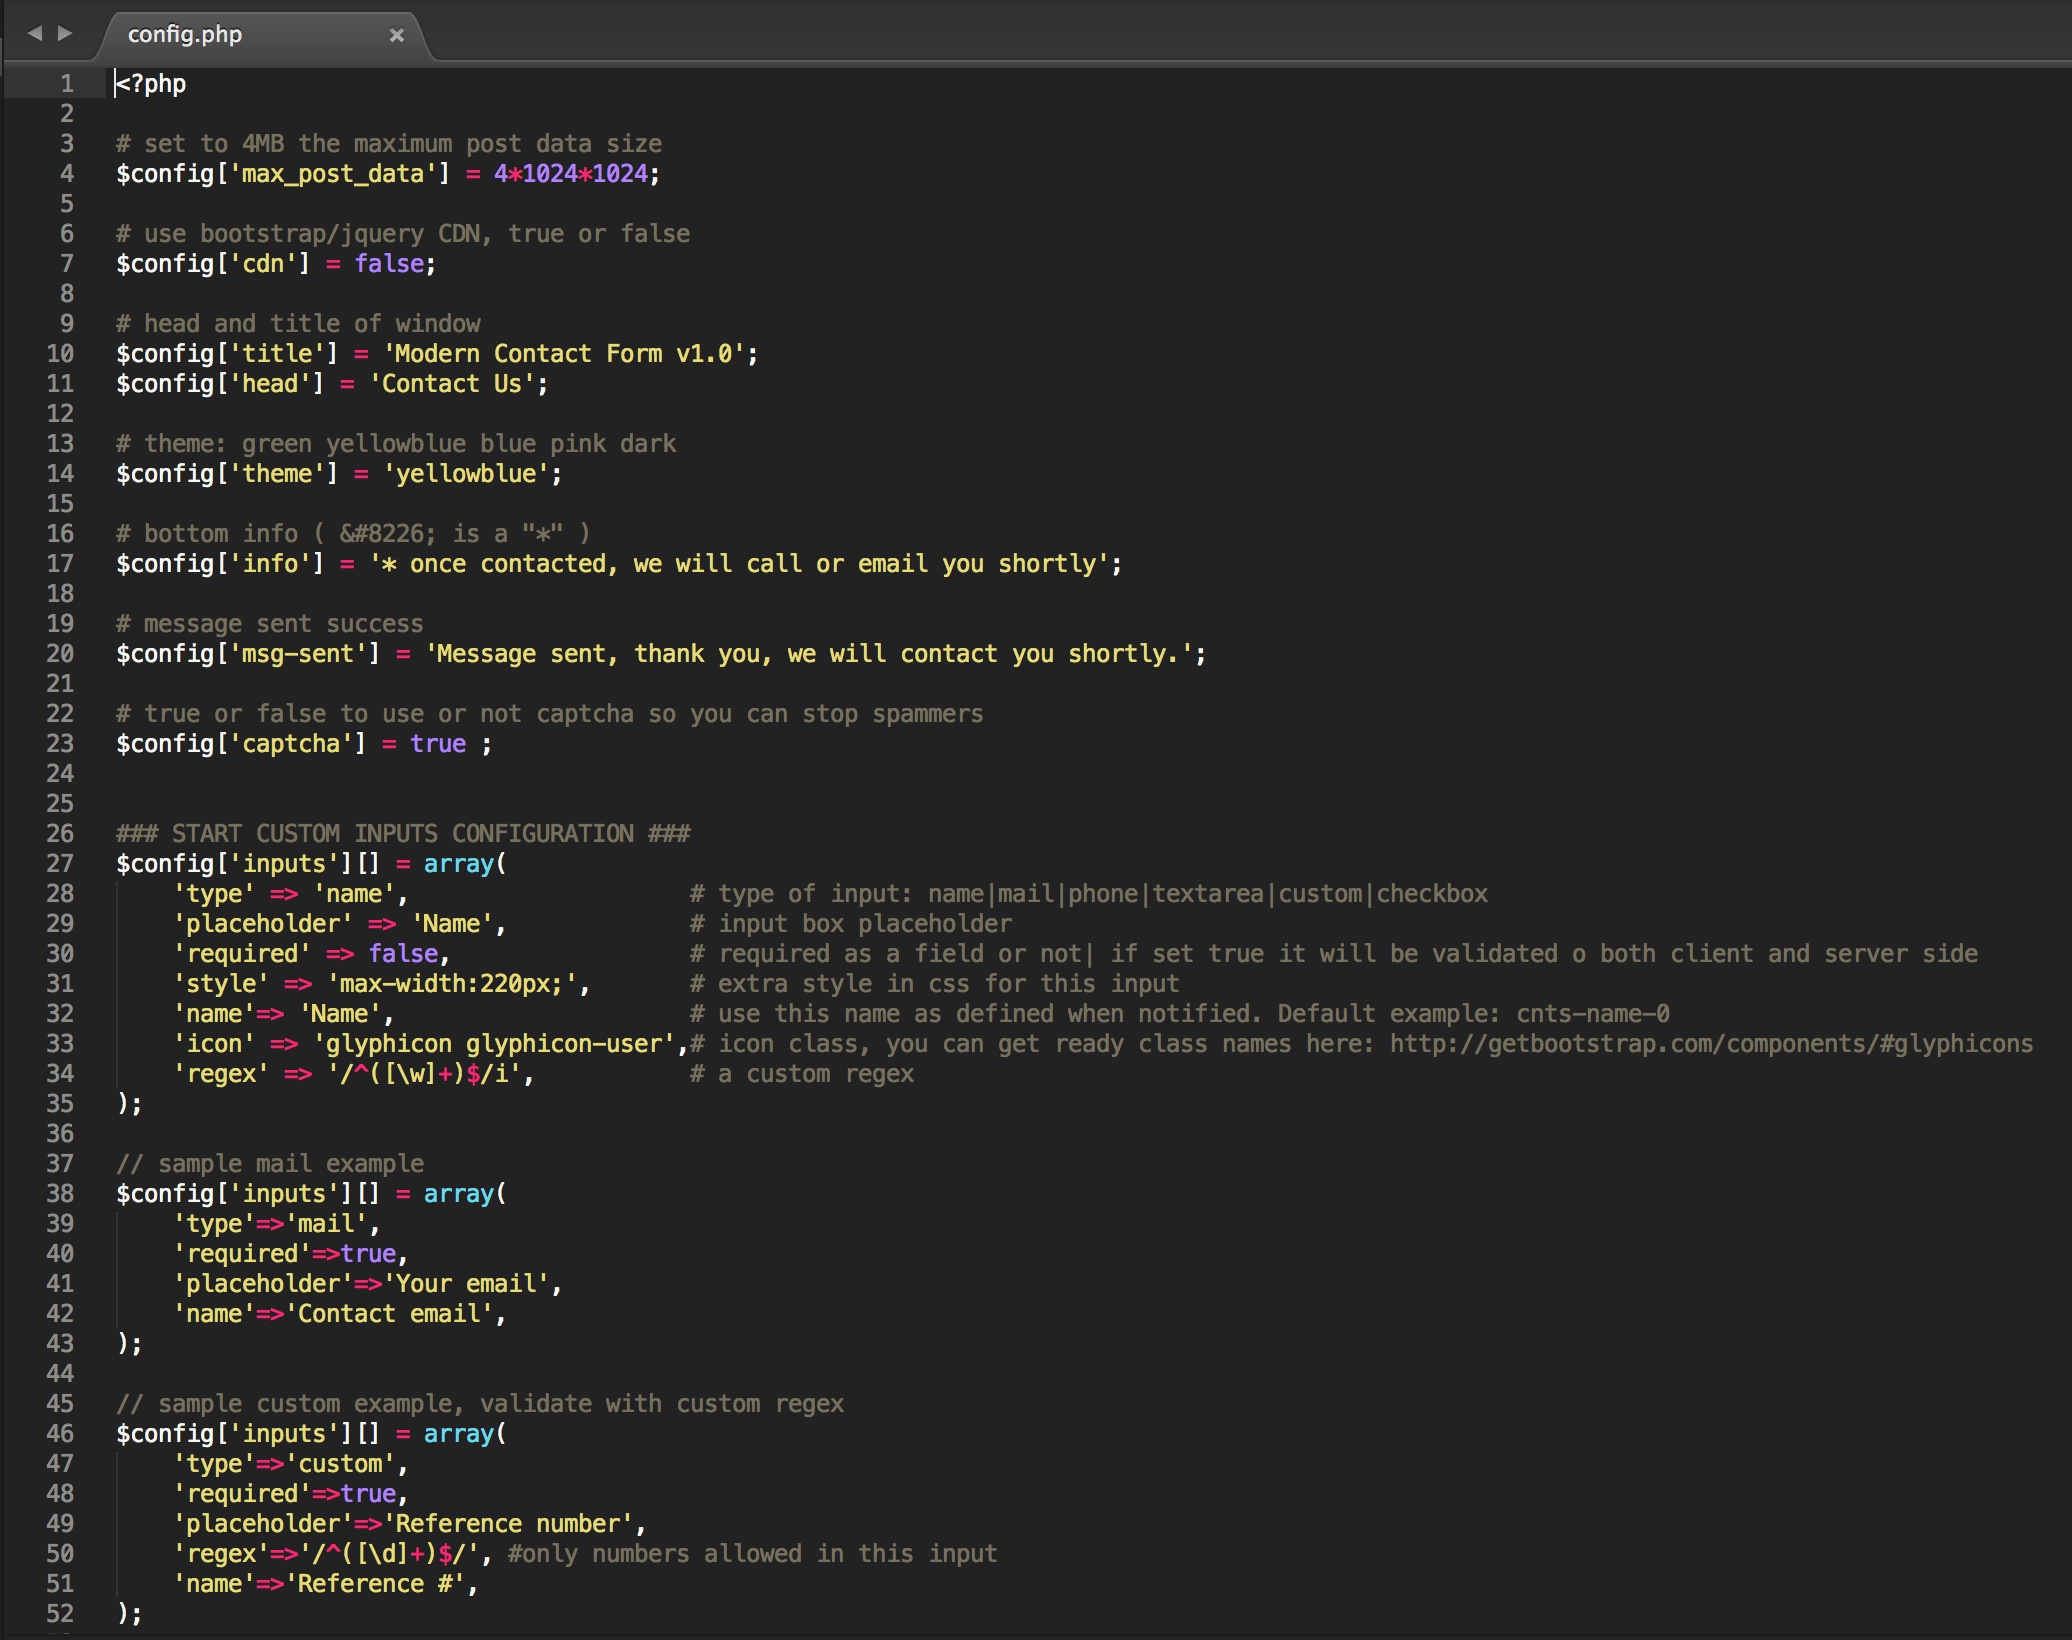 config.php ×
1 <?php
2
3 # set to 4MB the maximum post data size
4 $config['max_post_data'] = 4*1024*1024;
5
6 # use bootstrap/jquery CDN, true or false
7 $config['cdn'] = false;
8
9 # head and title of window
10 $config['title'] = 'Modern Contact Form v1.0';
11 $config['head'] = 'Contact Us';
12
13 # theme: green yellowblue blue pink dark
14 $config['theme'] = 'yellowblue';
15
16 # bottom info ( &#8226; is a "*" )
17 $config['info'] = '* once contacted, we will call or email you shortly';
18
19 # message sent success
20 $config['msg-sent'] = 'Message sent, thank you, we will contact you shortly.';
21
22 # true or false to use or not captcha so you can stop spammers
23 $config['captcha'] = true ;
24
25
26 ### START CUSTOM INPUTS CONFIGURATION ###
27 $config['inputs'][] = array(
28 'type' => 'name', # type of input: name|mail|phone|textarea|custom|checkbox
29 'placeholder' => 'Name', # input box placeholder
30 'required' => false, # required as a field or not| if set true it will be validated o both client and server side
31 'style' => 'max-width:220px;', # extra style in css for this input
32 'name'=> 'Name', # use this name as defined when notified. Default example: cnts-name-0
33 'icon' => 'glyphicon glyphicon-user',# icon class, you can get ready class names here: http://getbootstrap.com/components/#glyphicons
34 'regex' => '/^([\w]+)$/i', # a custom regex
35 );
36
37 // sample mail example
38 $config['inputs'][] = array(
39 'type'=>'mail',
40 'required'=>true,
41 'placeholder'=>'Your email',
42 'name'=>'Contact email',
43 );
44
45 // sample custom example, validate with custom regex
46 $config['inputs'][] = array(
47 'type'=>'custom',
48 'required'=>true,
49 'placeholder'=>'Reference number',
50 'regex'=>'/^([\d]+)$/', #only numbers allowed in this input
51 'name'=>'Reference #',
52 );